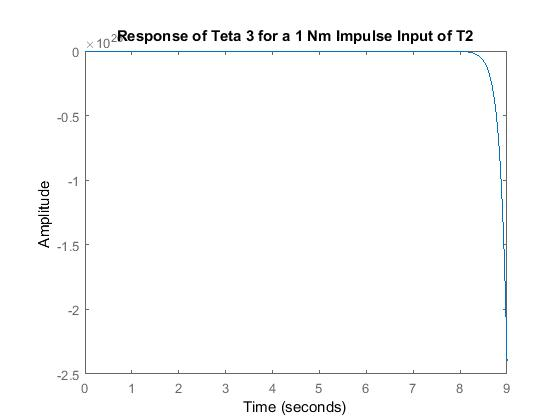 Response of Teta 3 for a 1 Nm Impulse Input of T2
0
-0.5
-1
-1.5
-2
-2.5
Amplitude
0 1 2 3 4 5 6 7 8 9
Time (seconds)